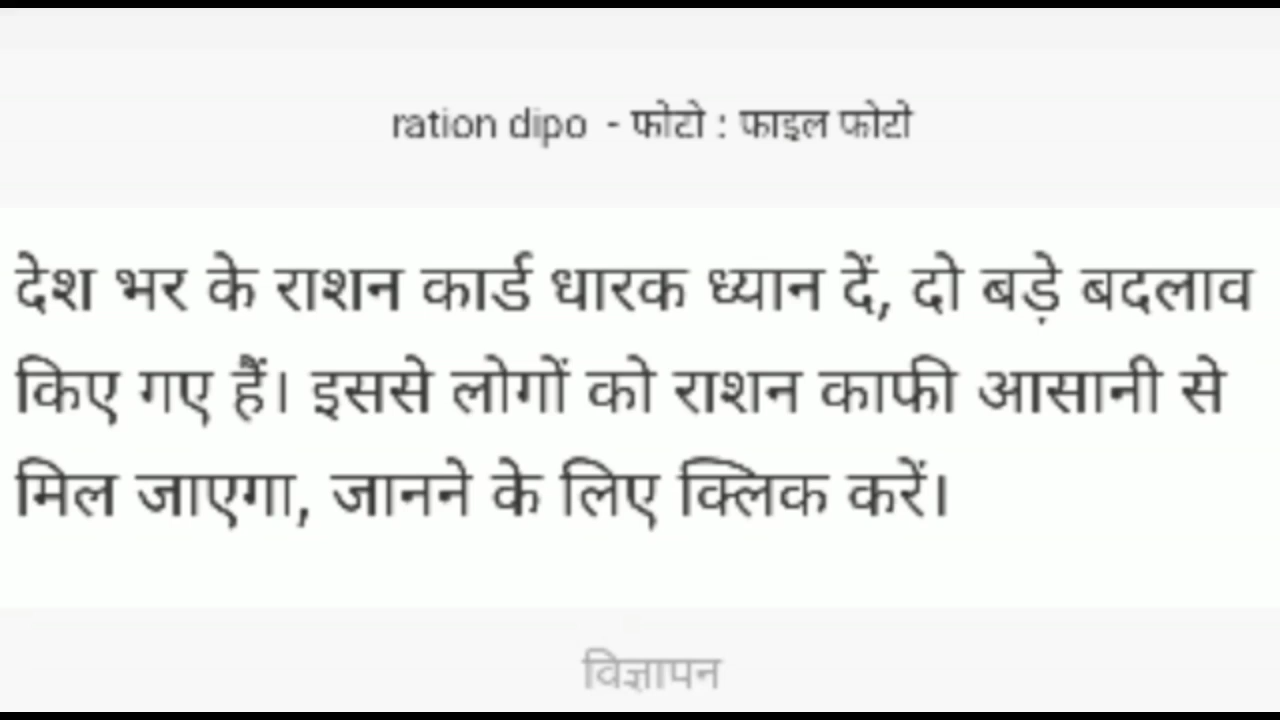 ration dipo - फोटो : फाइल फोटो
देश भर के राशन कार्ड धारक ध्यान दें, दो बड़े बदलाव
किए गए हैं। इससे लोगों को राशन काफी आसानी से
मिल जाएगा, जानने के लिए क्लिक करें।
विज्ञापन